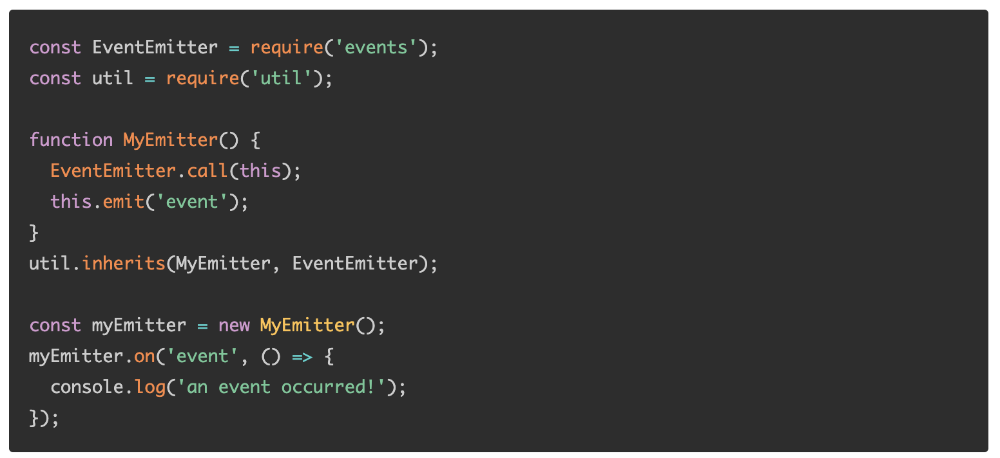 const EventEmitter = require('events');
const util = require('util');

function MyEmitter() {
  EventEmitter.call(this);
  this.emit('event');
}
util.inherits(MyEmitter, EventEmitter);

const myEmitter = new MyEmitter();
myEmitter.on('event', () => {
  console.log('an event occurred!');
});